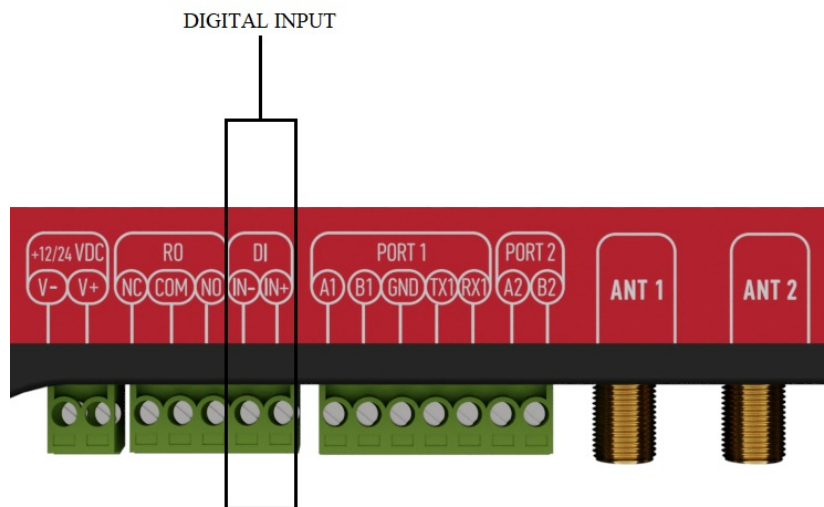 DIGITAL INPUT
+12/24 VDC RO DI PORT 1 PORT 2
V- V+ NC COM NO IN- IN+ A1 B1 GND TX1 RX1 A2 B2
ANT 1 ANT 2